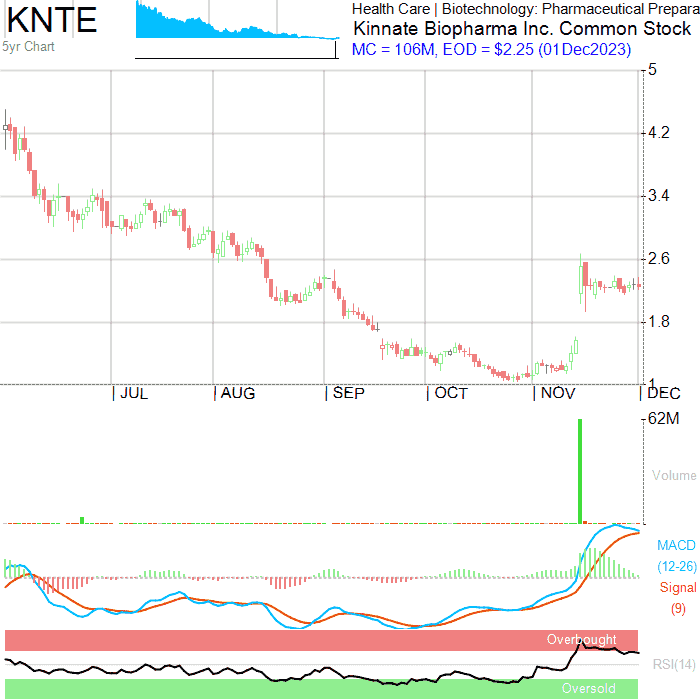 KNTE
5yr Chart
Health Care | Biotechnology: Pharmaceutical Prepara
Kinnate Biopharma Inc. Common Stock
MC = 106M, EOD = $2.25 (01Dec2023)
5
4.2
3.4
2.6
1.8
1
JUL AUG SEP OCT NOV DEC
62M
Volume
MACD
(12-26)
Signal
(9)
Overbought
RSI(14)
Oversold